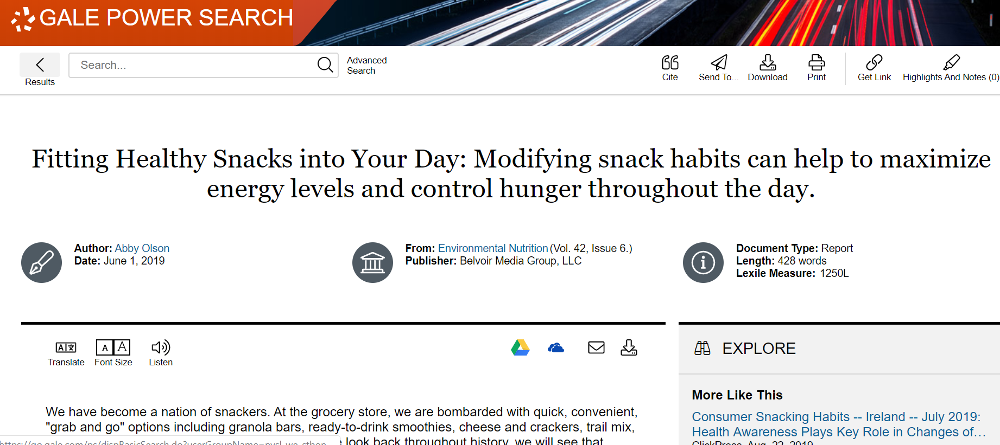 GALE POWER SEARCH
Search...
Advanced
Search
Results
Cite
Send To...
Download
Print
Get Link
Highlights And Notes (0)
Fitting Healthy Snacks into Your Day: Modifying snack habits can help to maximize
energy levels and control hunger throughout the day.
Author: Abby Olson
Date: June 1, 2019
From: Environmental Nutrition (Vol. 42, Issue 6.)
Publisher: Belvoir Media Group, LLC
Document Type: Report
Length: 428 words
Lexile Measure: 1250L
A
A A
Translate
Font Size
Listen
We have become a nation of snackers. At the grocery store, we are bombarded with quick, convenient,
"grab and go" options including granola bars, ready-to-drink smoothies, cheese and crackers, trail mix,
look back throughout history, we will see that
https://go.gale.com/ps/dispBasicSearch.do?userGroupName=nysl_we_
EXPLORE
More Like This
Consumer Snacking Habits -- Ireland -- July 2019:
Health Awareness Plays Key Role in Changes of...
ClickPress, Aug. 22, 2019